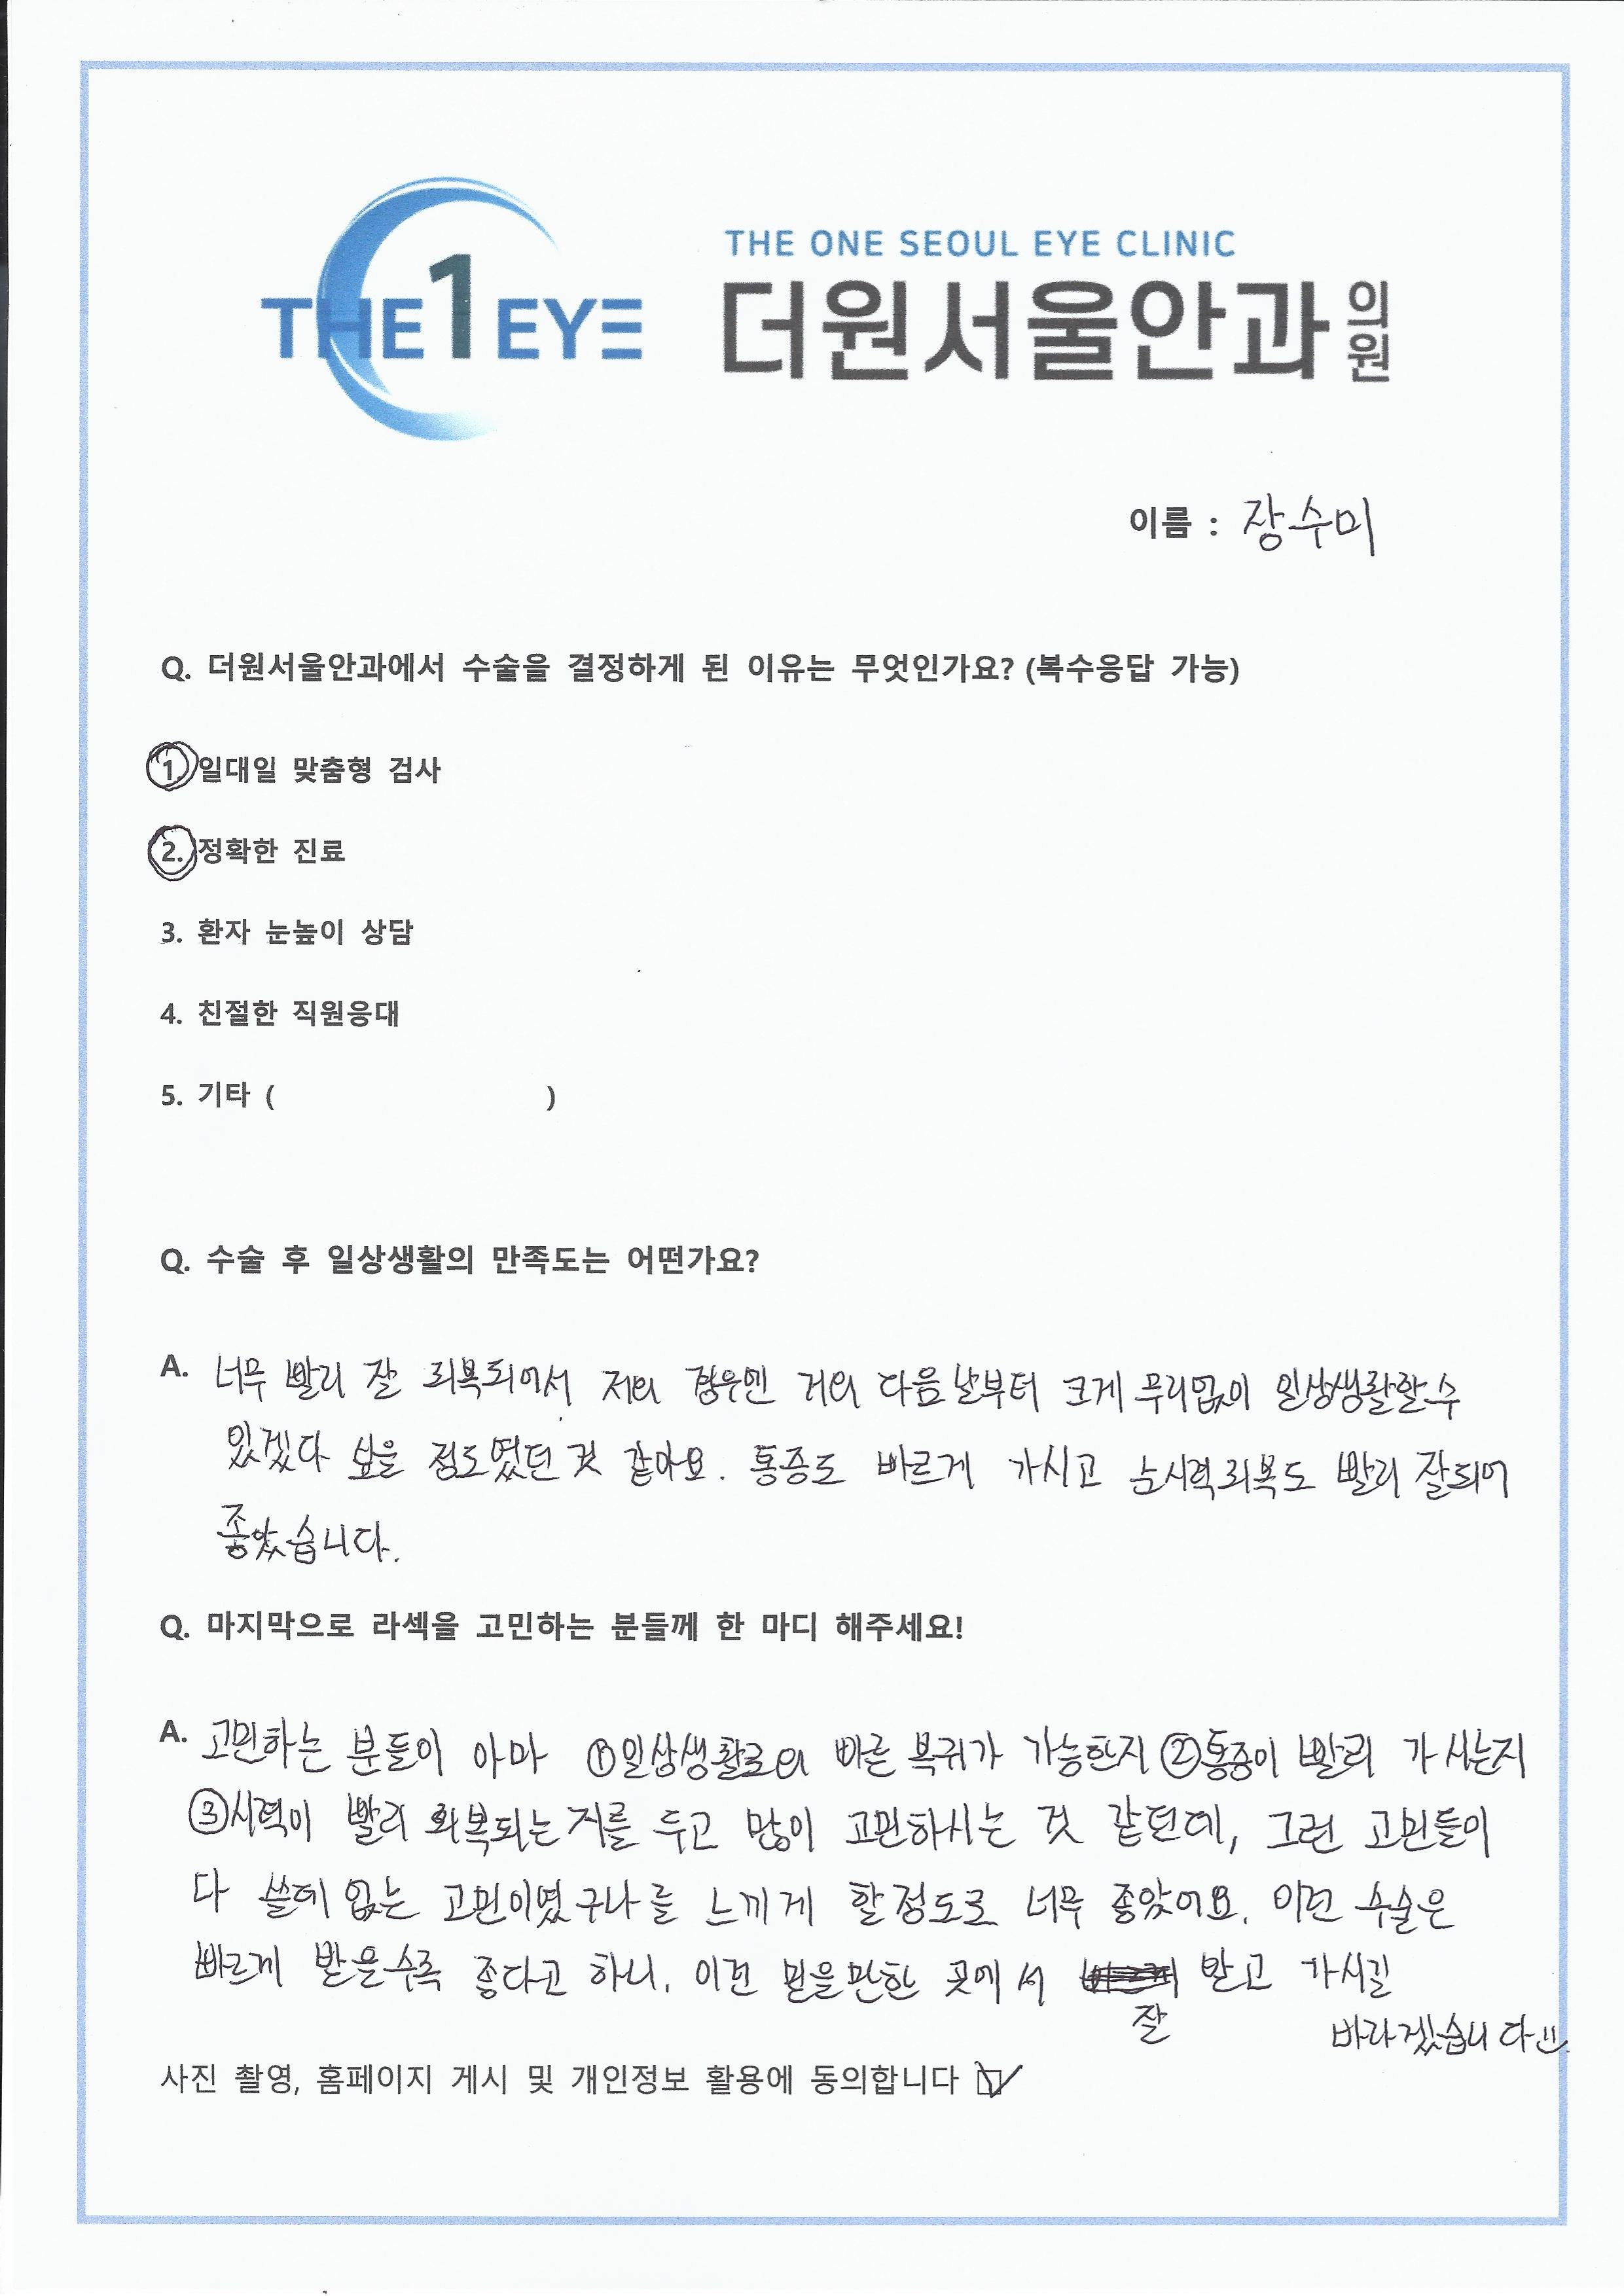 THE 1 EYE
THE ONE SEOUL EYE CLINIC
더원서울안과의원
이름 : 장수미
Q. 더원서울안과에서 수술을 결정하게 된 이유는 무엇인가요? (복수응답 가능)
1. 일대일 맞춤형 검사
2. 정확한 진료
3. 환자 눈높이 상담
4. 친절한 직원응대
5. 기타 ( )
Q. 수술 후 일상생활의 만족도는 어떤가요?
A. 너무 빨리 잘 회복되어서 저의 경우엔 거의 다음날부터 크게 무리없이 일상생활할수
있겠다 싶을 정도였던 것 같아요. 통증도 빠르게 가시고 눈시력회복도 빨리 잘되어
좋았습니다.
Q. 마지막으로 라섹을 고민하는 분들께 한 마디 해주세요!
A. 고민하는 분들이 아마 ①일상생활로의 빠른 복귀가 가능한지 ②통증이 빨리 가시는지
③시력이 빨리 회복되는 지를 두고 많이 고민하시는 것 같던데, 그런 고민들이
다 쓸데 없는 고민이였구나를 느끼게 할정도로 너무 좋았어요. 이런 수술은
빠르게 받을수록 좋다고 하니, 이런 믿을만한 곳에서 잘 받고 가시길
바라겠습니다
사진 촬영, 홈페이지 게시 및 개인정보 활용에 동의합니다 ☑